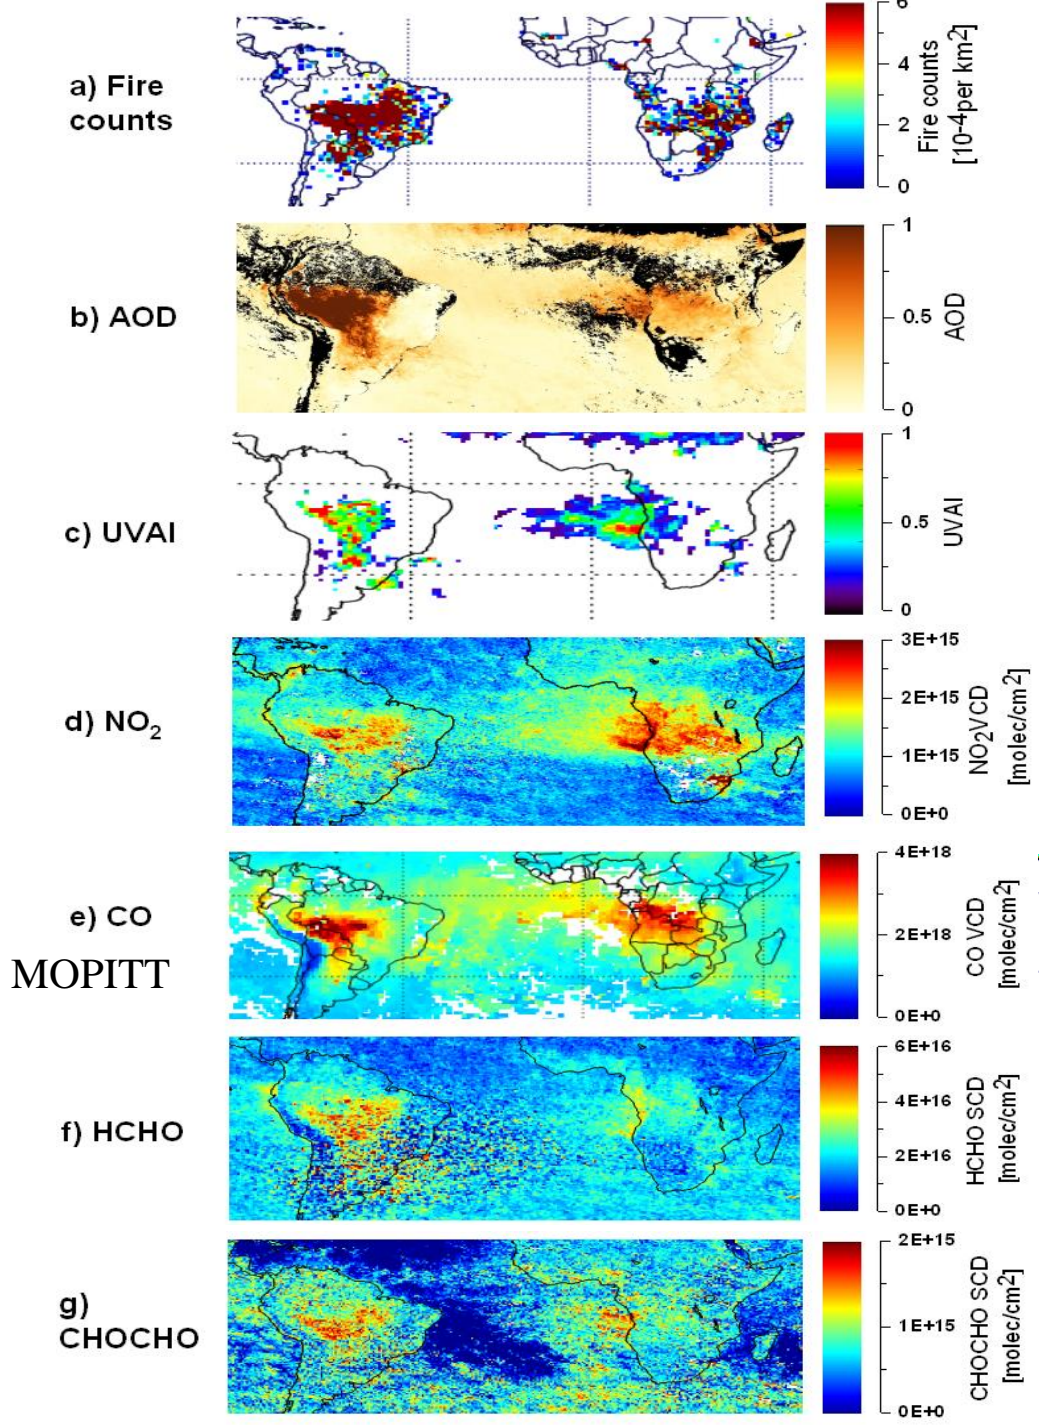 a) Fire
counts
6
4
2
0
Fire counts
[10-4per km2]
b) AOD
1
0.5
0
AOD
c) UVAI
1
0.5
0
UVAI
d) NO2
3E+15
2E+15
1E+15
0E+0
NO2VCD
[molec/cm2]
e) CO
MOPITT
4E+18
2E+18
0E+0
CO VCD
[molec/cm2]
f) HCHO
6E+16
4E+16
2E+16
0E+0
HCHO SCD
[molec/cm2]
g)
CHOCHO
2E+15
1E+15
0E+0
CHOCHO SCD
[molec/cm2]